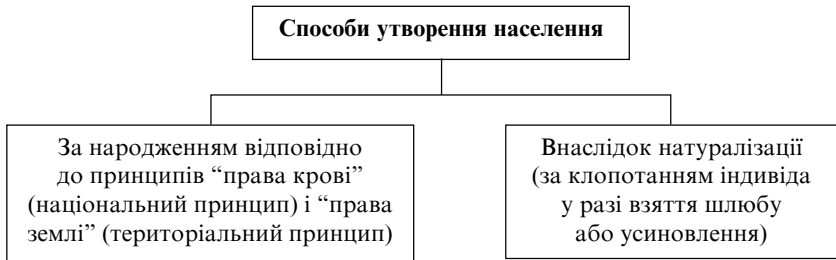 Способи утворення населення
За народженням відповідно
до принципів “права крові”
(національний принцип) і “права
землі” (територіальний принцип)
Внаслідок натуралізації
(за клопотанням індивіда
у разі взяття шлюбу
або усиновлення)